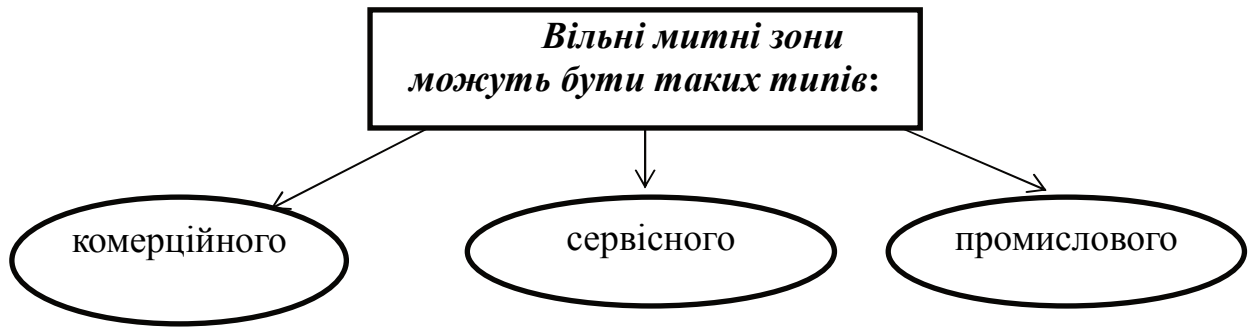 Вільні митні зони
можуть бути таких типів:
комерційного
сервісного
промислового